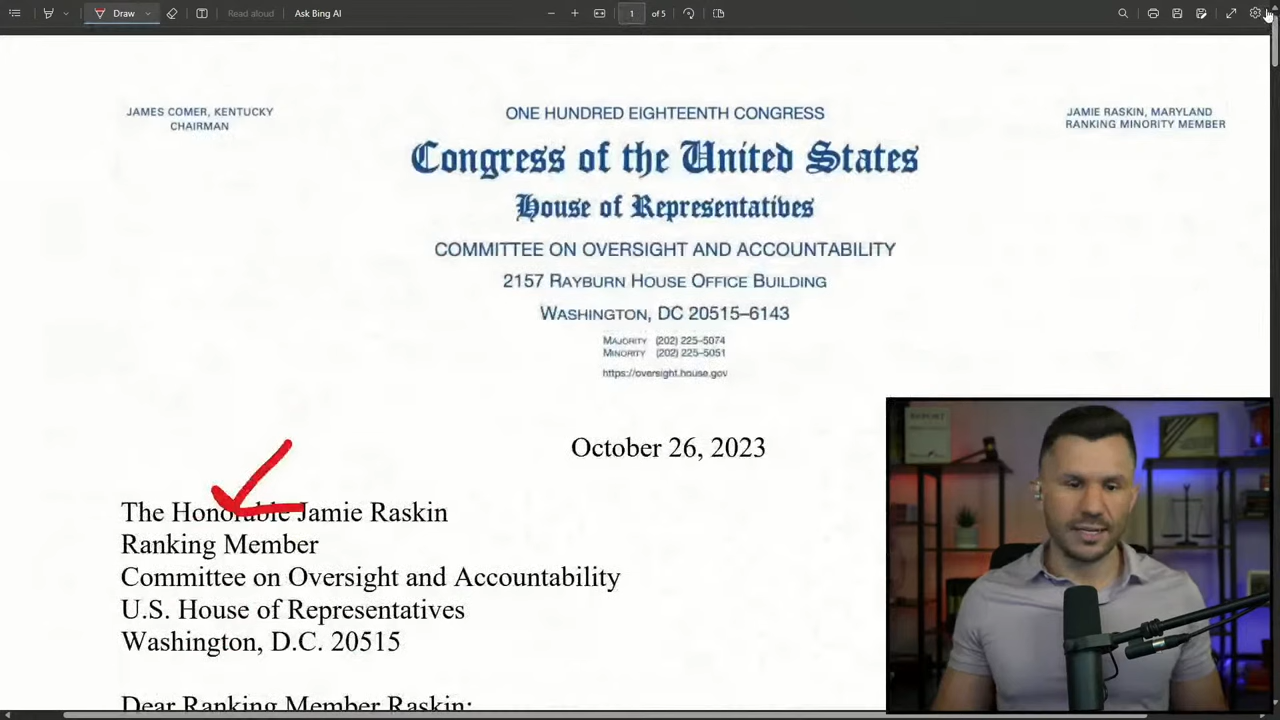 Draw
Read aloud
Ask Bing AI
1 of 5
JAMES COMER, KENTUCKY
CHAIRMAN
ONE HUNDRED EIGHTEENTH CONGRESS
JAMIE RASKIN, MARYLAND
RANKING MINORITY MEMBER
Congress of the United States
House of Representatives
COMMITTEE ON OVERSIGHT AND ACCOUNTABILITY
2157 RAYBURN HOUSE OFFICE BUILDING
WASHINGTON, DC 20515–6143
MAJORITY (202) 225–5074
MINORITY (202) 225–5051
https://oversight.house.gov
October 26, 2023
The Honorable Jamie Raskin
Ranking Member
Committee on Oversight and Accountability
U.S. House of Representatives
Washington, D.C. 20515
Dear Ranking Member Raskin: